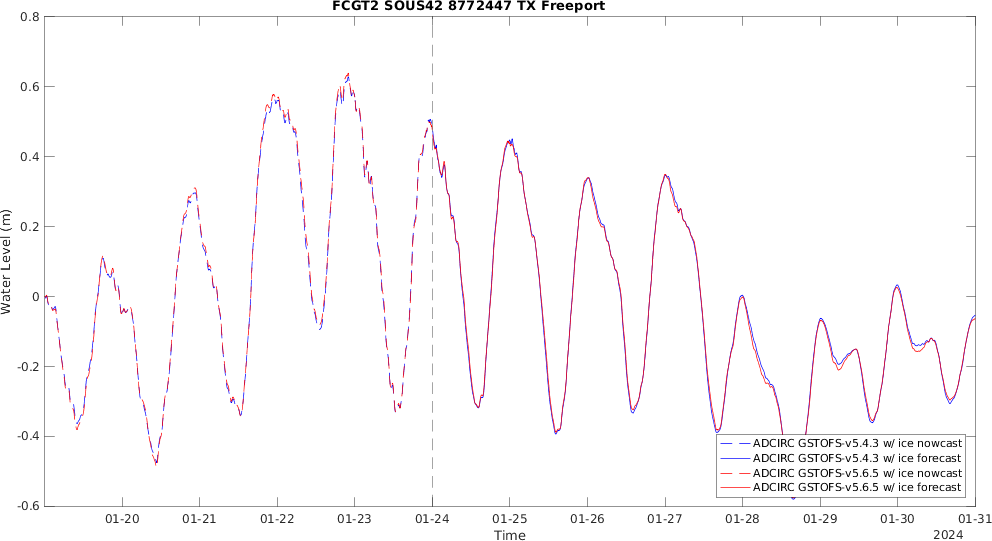 FCGT2 SOUS42 8772447 TX Freeport
0.8
0.6
0.4
0.2
0
-0.2
-0.4
-0.6
Water Level (m)
01-20 01-21 01-22 01-23 01-24 01-25 01-26 01-27 01-28 01-29 01-30 01-31
Time
2024
ADCIRC GSTOFS-v5.4.3 w/ ice nowcast
ADCIRC GSTOFS-v5.4.3 w/ ice forecast
ADCIRC GSTOFS-v5.6.5 w/ ice nowcast
ADCIRC GSTOFS-v5.6.5 w/ ice forecast